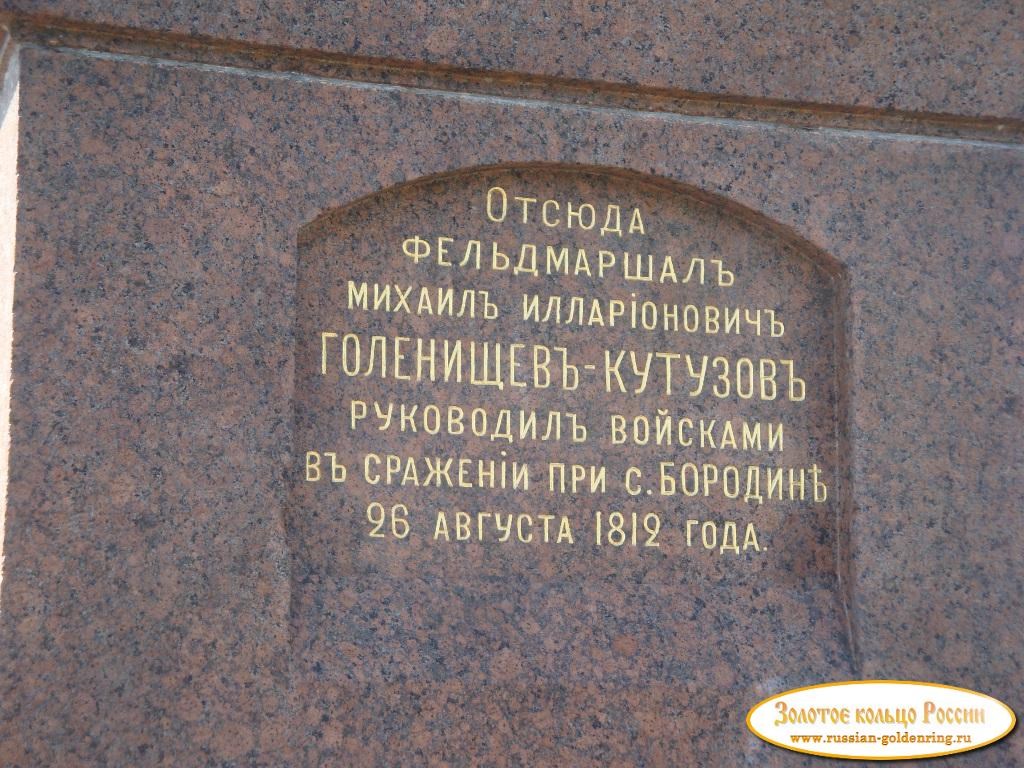 Отсюда
фельдмаршалъ
михаилъ илларіоновичъ
ГОЛЕНИЩЕВЪ-КУТУЗОВЪ
руководилъ войсками
въ сраженіи при с. Бородинѣ
26 августа 1812 года.
Золотое кольцо России
www.russian-goldenring.ru